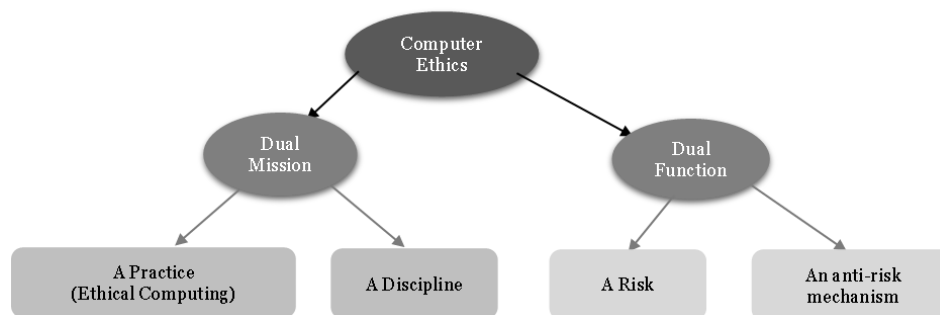 Computer
Ethics
Dual
Mission
Dual
Function
A Practice
(Ethical Computing)
A Discipline
A Risk
An anti-risk
mechanism